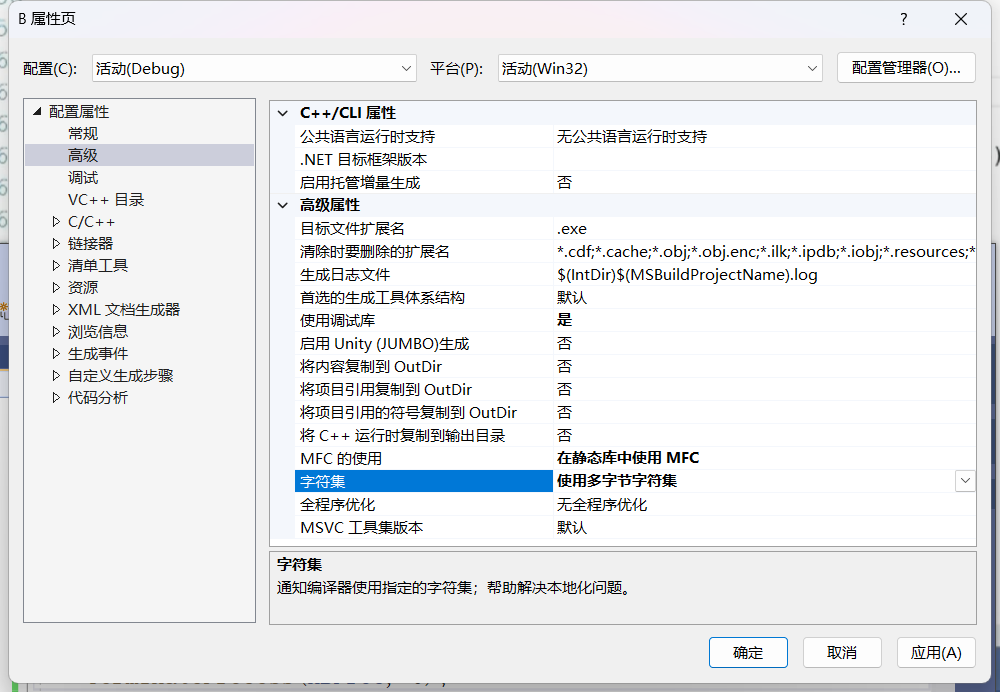 B 属性页
?
配置(C):
活动(Debug)
平台(P):
活动(Win32)
配置管理器(O)...
配置属性
常规
高级
调试
VC++ 目录
C/C++
链接器
清单工具
资源
XML 文档生成器
浏览信息
生成事件
自定义生成步骤
代码分析
C++/CLI 属性
公共语言运行时支持 无公共语言运行时支持
.NET 目标框架版本
启用托管增量生成 否
高级属性
目标文件扩展名 .exe
清除时要删除的扩展名 *.cdf;*.cache;*.obj;*.obj.enc;*.ilk;*.ipdb;*.iobj;*.resources;*
生成日志文件 $(IntDir)$(MSBuildProjectName).log
首选的生成工具体系结构 默认
使用调试库 是
启用 Unity (JUMBO)生成 否
将内容复制到 OutDir 否
将项目引用复制到 OutDir 否
将项目引用的符号复制到 OutDir 否
将 C++ 运行时复制到输出目录 否
MFC 的使用 在静态库中使用 MFC
字符集 使用多字节字符集
全程序优化 无全程序优化
MSVC 工具集版本 默认
字符集
通知编译器使用指定的字符集；帮助解决本地化问题。
确定
取消
应用(A)